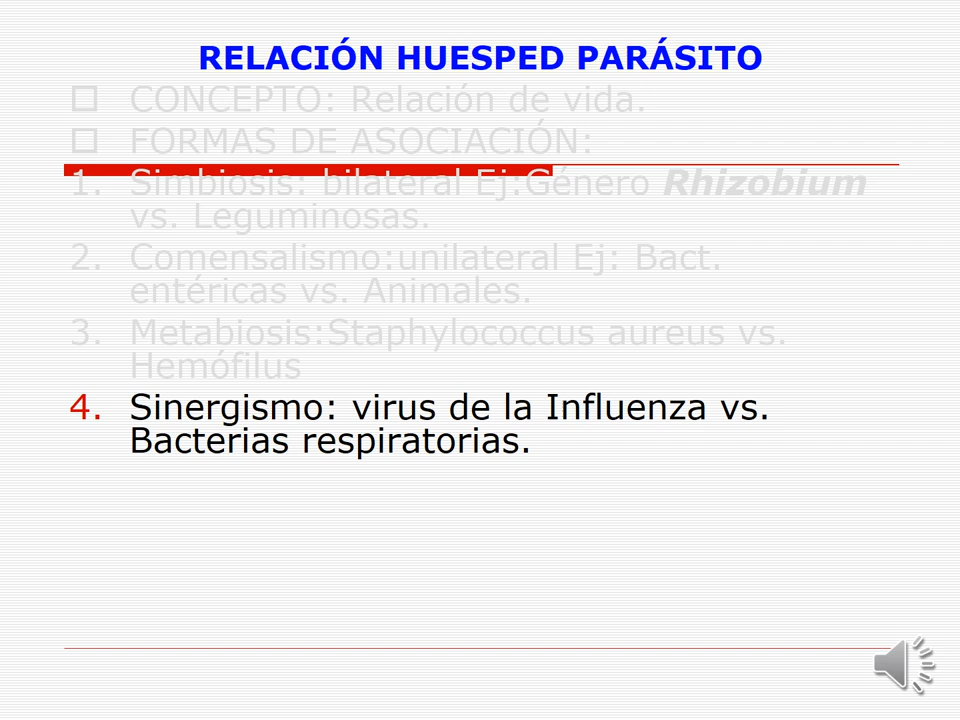 RELACIÓN HUESPED PARÁSITO
CONCEPTO: Relación de vida.
FORMAS DE ASOCIACIÓN:
1. Simbiosis: bilateral Ej:Género Rhizobium
vs. Leguminosas.
2. Comensalismo:unilateral Ej: Bact.
entéricas vs. Animales.
3. Metabiosis:Staphylococcus aureus vs.
Hemófilus
4. Sinergismo: virus de la Influenza vs.
Bacterias respiratorias.